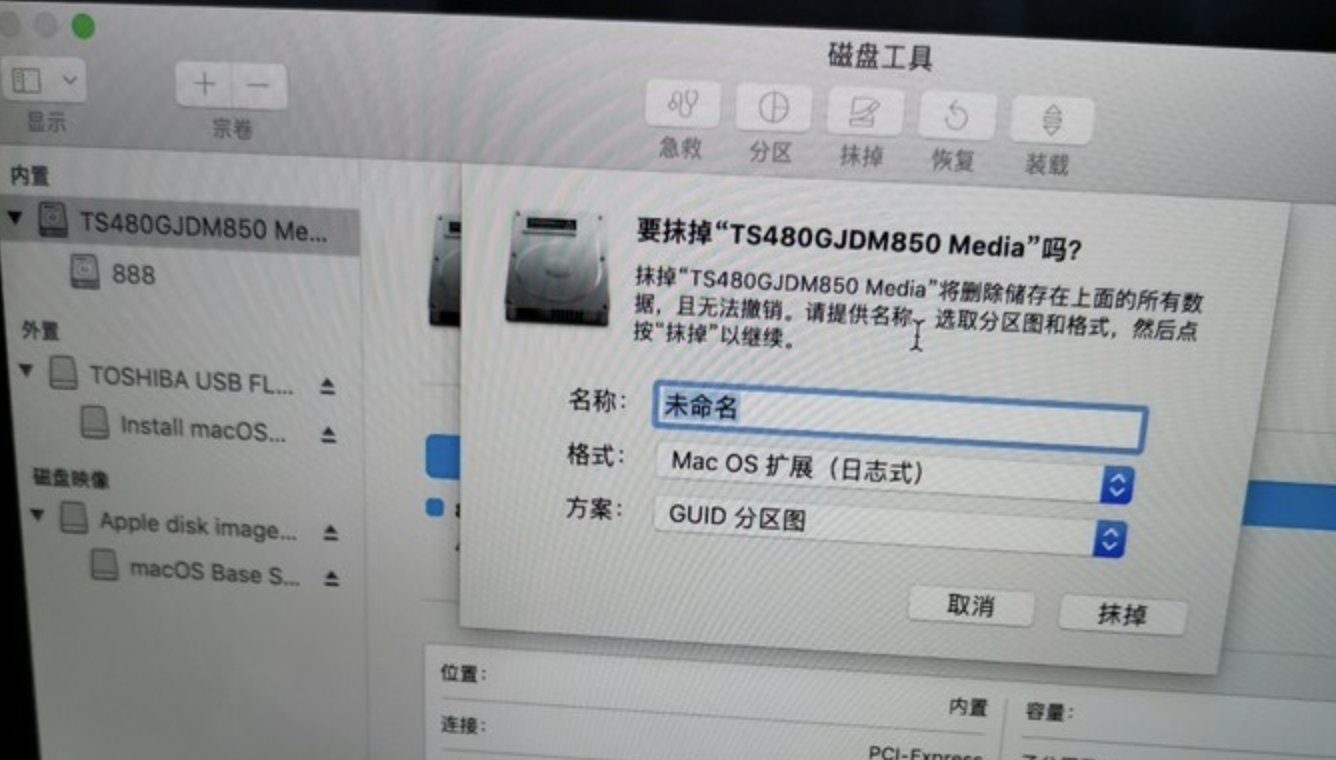 磁盘工具
显示
宗卷
急救
分区
抹掉
恢复
装载
内置
TS480GJDM850 Me...
888
外置
TOSHIBA USB FL...
Install macOS...
磁盘映像
Apple disk image...
macOS Base S...
要抹掉“TS480GJDM850 Media”吗?
抹掉“TS480GJDM850 Media”将删除储存在上面的所有数
据，且无法撤销。请提供名称，选取分区图和格式，然后点
按“抹掉”以继续。
名称：
未命名
格式：
Mac OS 扩展（日志式）
方案：
GUID 分区图
取消
抹掉
位置：
内置
容量：
连接：
PCI-Express